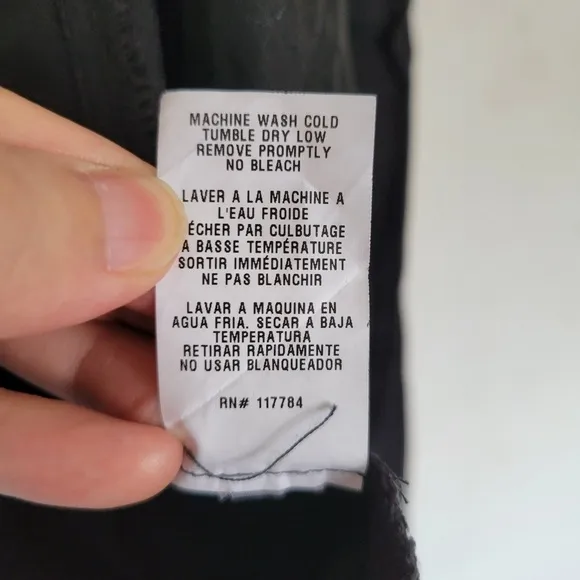 MACHINE WASH COLD
TUMBLE DRY LOW
REMOVE PROMPTLY
NO BLEACH
LAVER A LA MACHINE A
L'EAU FROIDE
ÉCHER PAR CULBUTAGE
A BASSE TEMPÉRATURE
SORTIR IMMÉDIATEMENT
NE PAS BLANCHIR
LAVAR A MAQUINA EN
AGUA FRIA. SECAR A BAJA
TEMPERATURA
RETIRAR RAPIDAMENTE
NO USAR BLANQUEADOR
RN# 117784